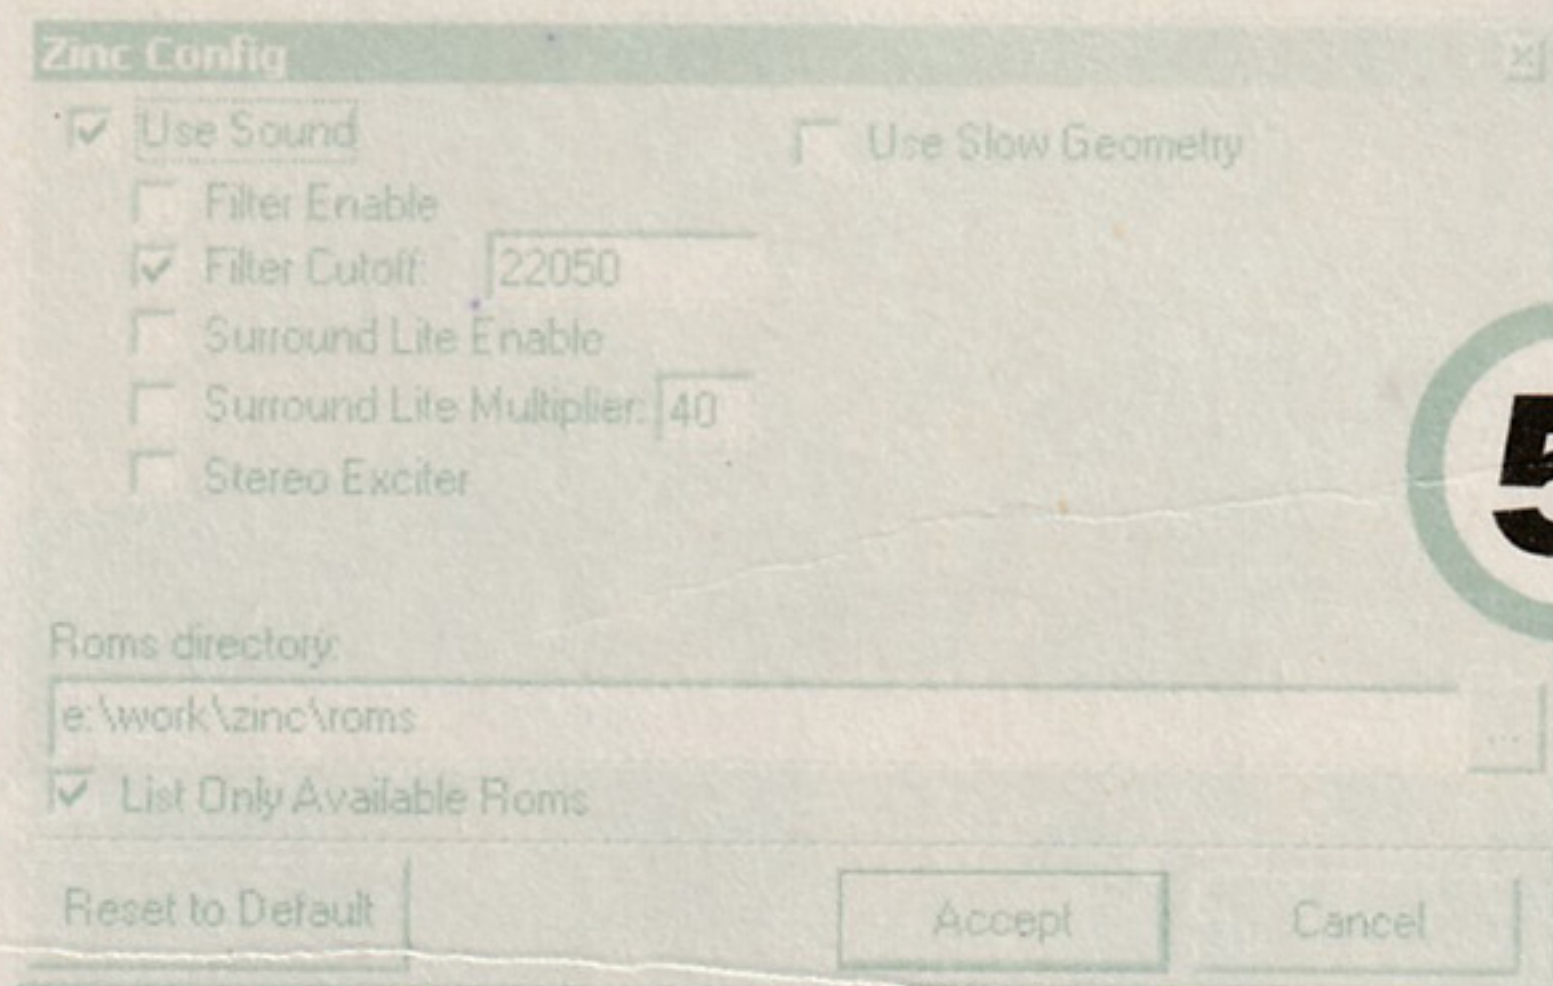 Zinc Config
Use Sound
Use Slow Geometry
Filter Enable
Filter Cutoff: 22050
Surround Lite Enable
Surround Lite Multiplier: 40
Stereo Exciter
5
Roms directory:
e:\work\zinc\roms
...
List Only Available Roms
Reset to Default
Accept
Cancel